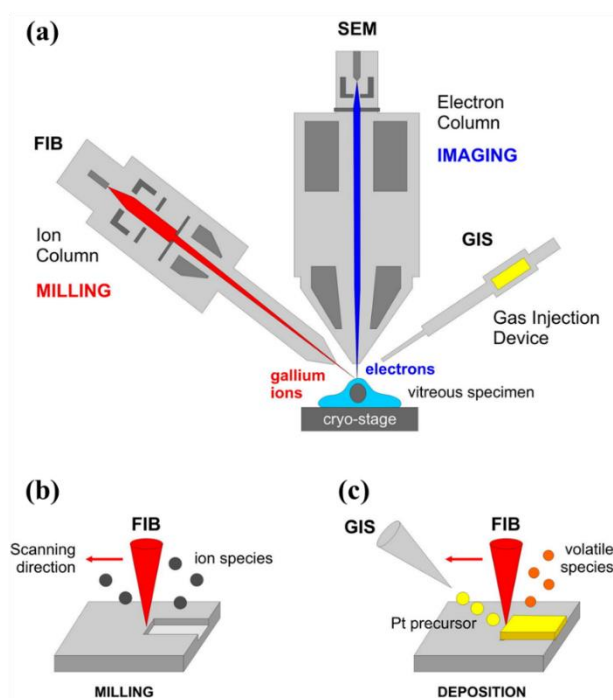 (a)
SEM
Electron
Column
IMAGING
FIB
Ion
Column
MILLING
GIS
Gas Injection
Device
gallium
ions
electrons
vitreous specimen
cryo-stage
(b)
FIB
Scanning
direction
ion species
MILLING
(c)
GIS
FIB
volatile
species
Pt precursor
DEPOSITION